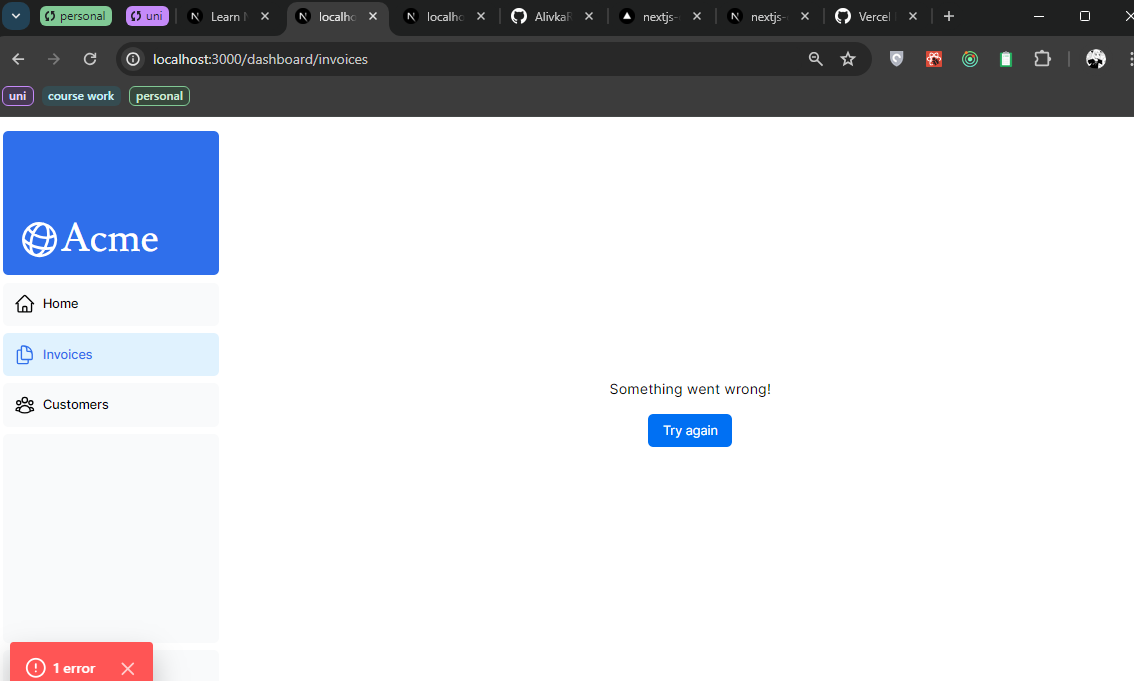 personal
uni
Learn
localho
localho
Alivka
nextjs-
nextjs-
Vercel
localhost:3000/dashboard/invoices
uni
course work
personal
Acme
Home
Invoices
Customers
Something went wrong!
Try again
1 error